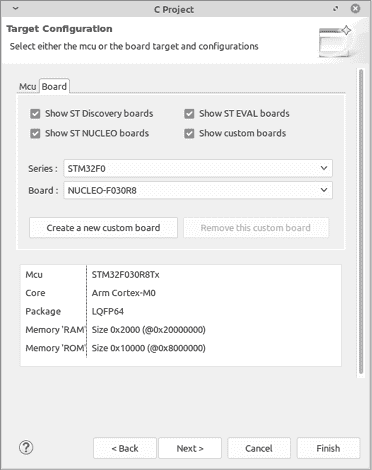 C Project
Target Configuration
Select either the mcu or the board target and configurations
Mcu Board
Show ST Discovery boards Show ST EVAL boards
Show ST NUCLEO boards Show custom boards
Series : STM32F0
Board : NUCLEO-F030R8
Create a new custom board Remove this custom board
Mcu STM32F030R8Tx
Core Arm Cortex-M0
Package LQFP64
Memory 'RAM' Size 0x2000 (@0x20000000)
Memory 'ROM' Size 0x10000 (@0x8000000)
? < Back Next > Cancel Finish